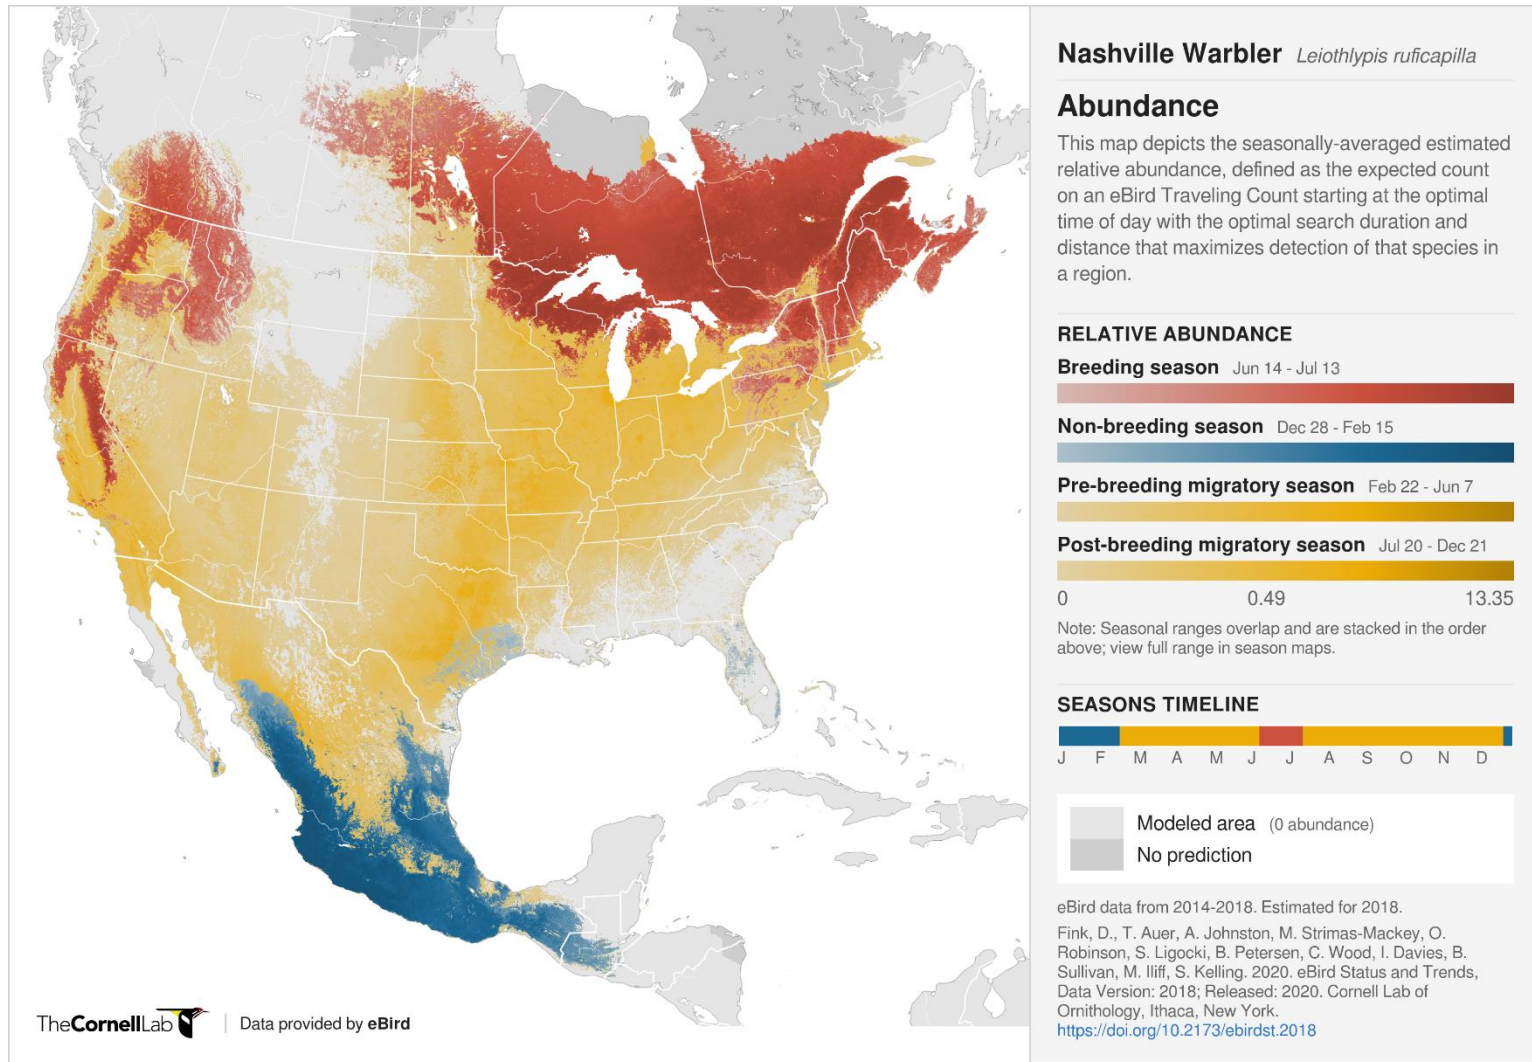 Nashville Warbler Leiothlypis ruficapilla
Abundance
This map depicts the seasonally-averaged estimated
relative abundance, defined as the expected count
on an eBird Traveling Count starting at the optimal
time of day with the optimal search duration and
distance that maximizes detection of that species in
a region.
RELATIVE ABUNDANCE
Breeding season Jun 14 - Jul 13
Non-breeding season Dec 28 - Feb 15
Pre-breeding migratory season Feb 22 - Jun 7
Post-breeding migratory season Jul 20 - Dec 21
0 0.49 13.35
Note: Seasonal ranges overlap and are stacked in the order
above; view full range in season maps.
SEASONS TIMELINE
J F M A M J J A S O N D
Modeled area (0 abundance)
No prediction
eBird data from 2014-2018. Estimated for 2018.
Fink, D., T. Auer, A. Johnston, M. Strimas-Mackey, O.
Robinson, S. Ligocki, B. Petersen, C. Wood, I. Davies, B.
Sullivan, M. Iliff, S. Kelling. 2020. eBird Status and Trends,
Data Version: 2018; Released: 2020. Cornell Lab of
Ornithology, Ithaca, New York.
https://doi.org/10.2173/ebirdst.2018
TheCornellLab Data provided by eBird